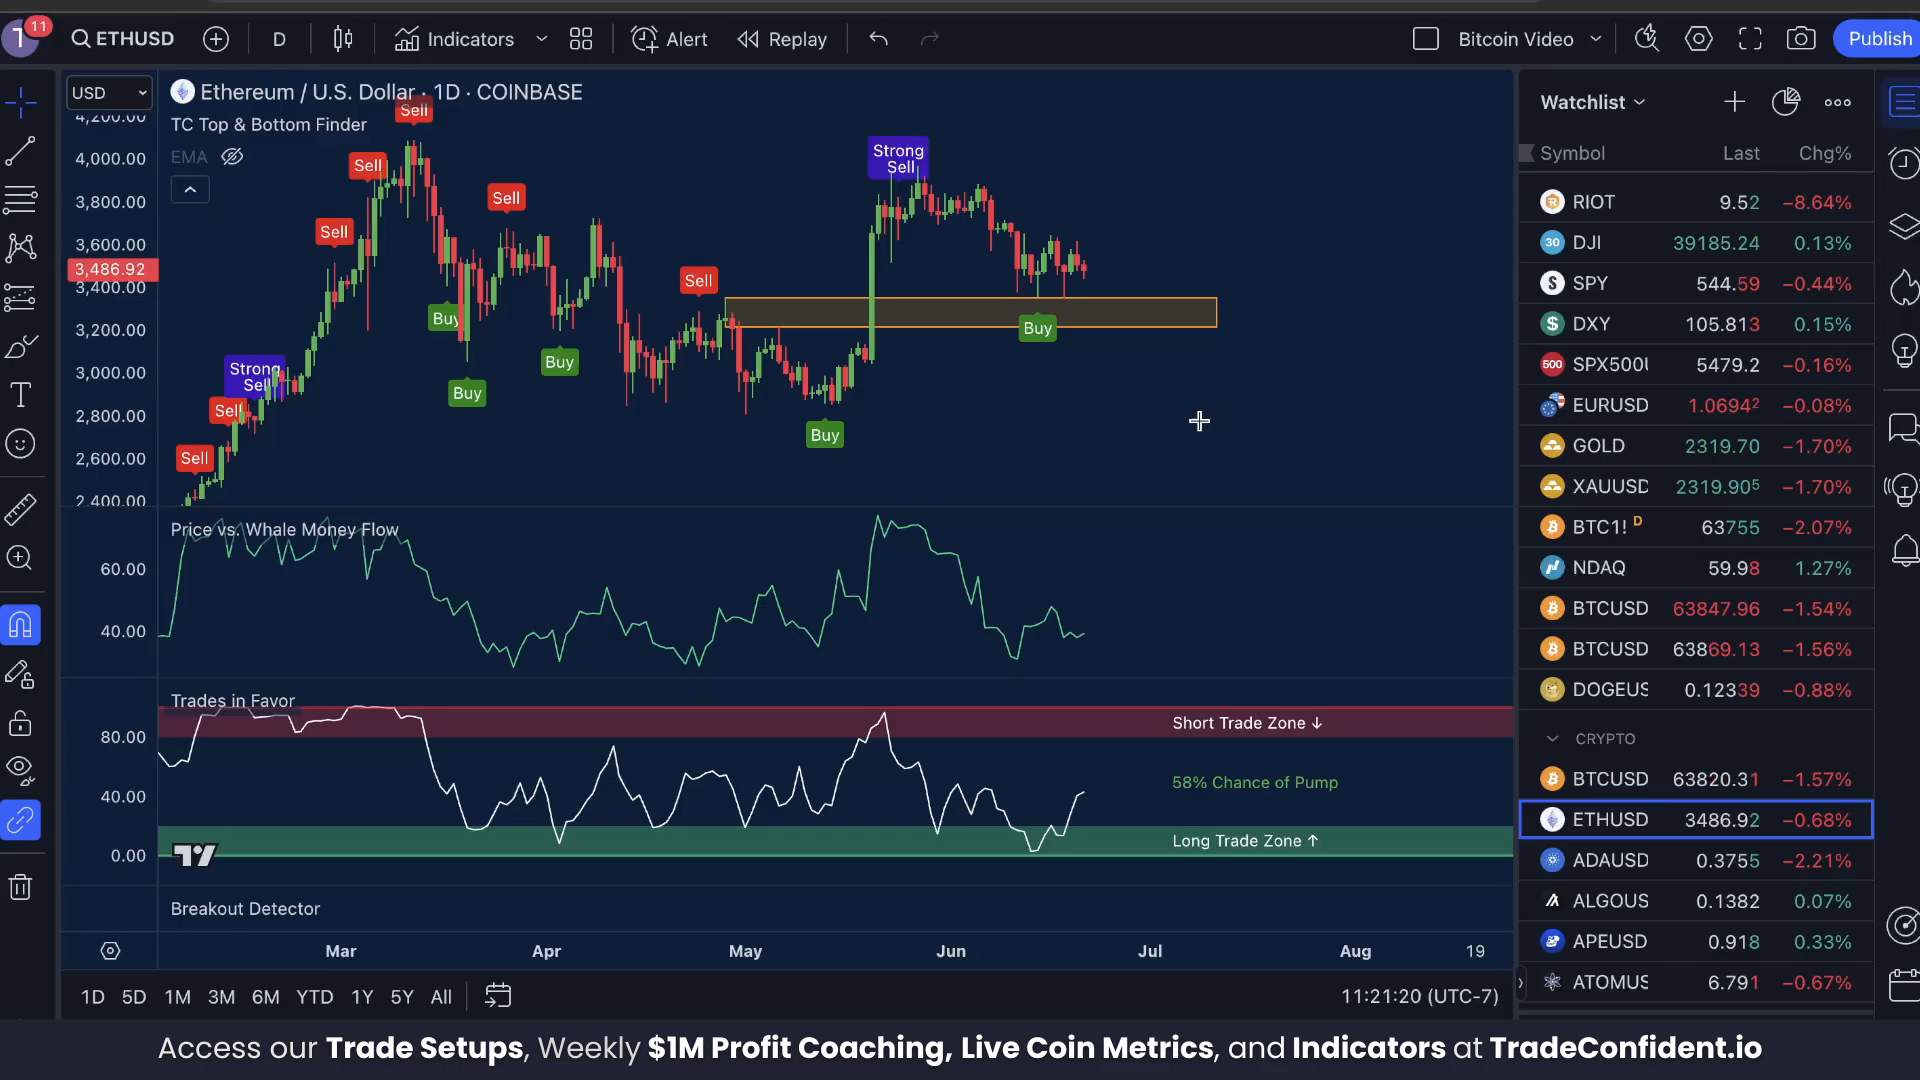 T
11
ETHUSD
D
Indicators
Alert
Replay
Bitcoin Video
Publish
USD
Ethereum / U.S. Dollar · 1D · COINBASE
TC Top & Bottom Finder
EMA
4,200.00
4,000.00
3,800.00
3,600.00
3,486.92
3,400.00
3,200.00
3,000.00
2,800.00
2,600.00
2,400.00
Sell
Sell
Sell
Strong
Sell
Sell
Sell
Sell
Buy
Buy
Buy
Sell
Buy
Strong
Sell
Buy
Price vs. Whale Money Flow
60.00
40.00
Trades in Favor
80.00
40.00
0.00
Short Trade Zone ↓
58% Chance of Pump
Long Trade Zone ↑
Breakout Detector
Mar Apr May Jun Jul Aug 19
1D 5D 1M 3M 6M YTD 1Y 5Y All
11:21:20 (UTC-7)
Watchlist
Symbol Last Chg%
RIOT 9.52 −8.64%
30 DJI 39185.24 0.13%
S SPY 544.59 −0.44%
$ DXY 105.813 0.15%
500 SPX500U 5479.2 −0.16%
EURUSD 1.06942 −0.08%
GOLD 2319.70 −1.70%
XAUUSD 2319.905 −1.70%
BTC1! D 63755 −2.07%
NDAQ 59.98 1.27%
BTCUSD 63847.96 −1.54%
BTCUSD 63869.13 −1.56%
DOGEUS 0.12339 −0.88%
CRYPTO
BTCUSD 63820.31 −1.57%
ETHUSD 3486.92 −0.68%
ADAUSD 0.3755 −2.21%
ALGOUS 0.1382 0.07%
APEUSD 0.918 0.33%
ATOMUS 6.791 −0.67%
Access our Trade Setups, Weekly $1M Profit Coaching, Live Coin Metrics, and Indicators at TradeConfident.io